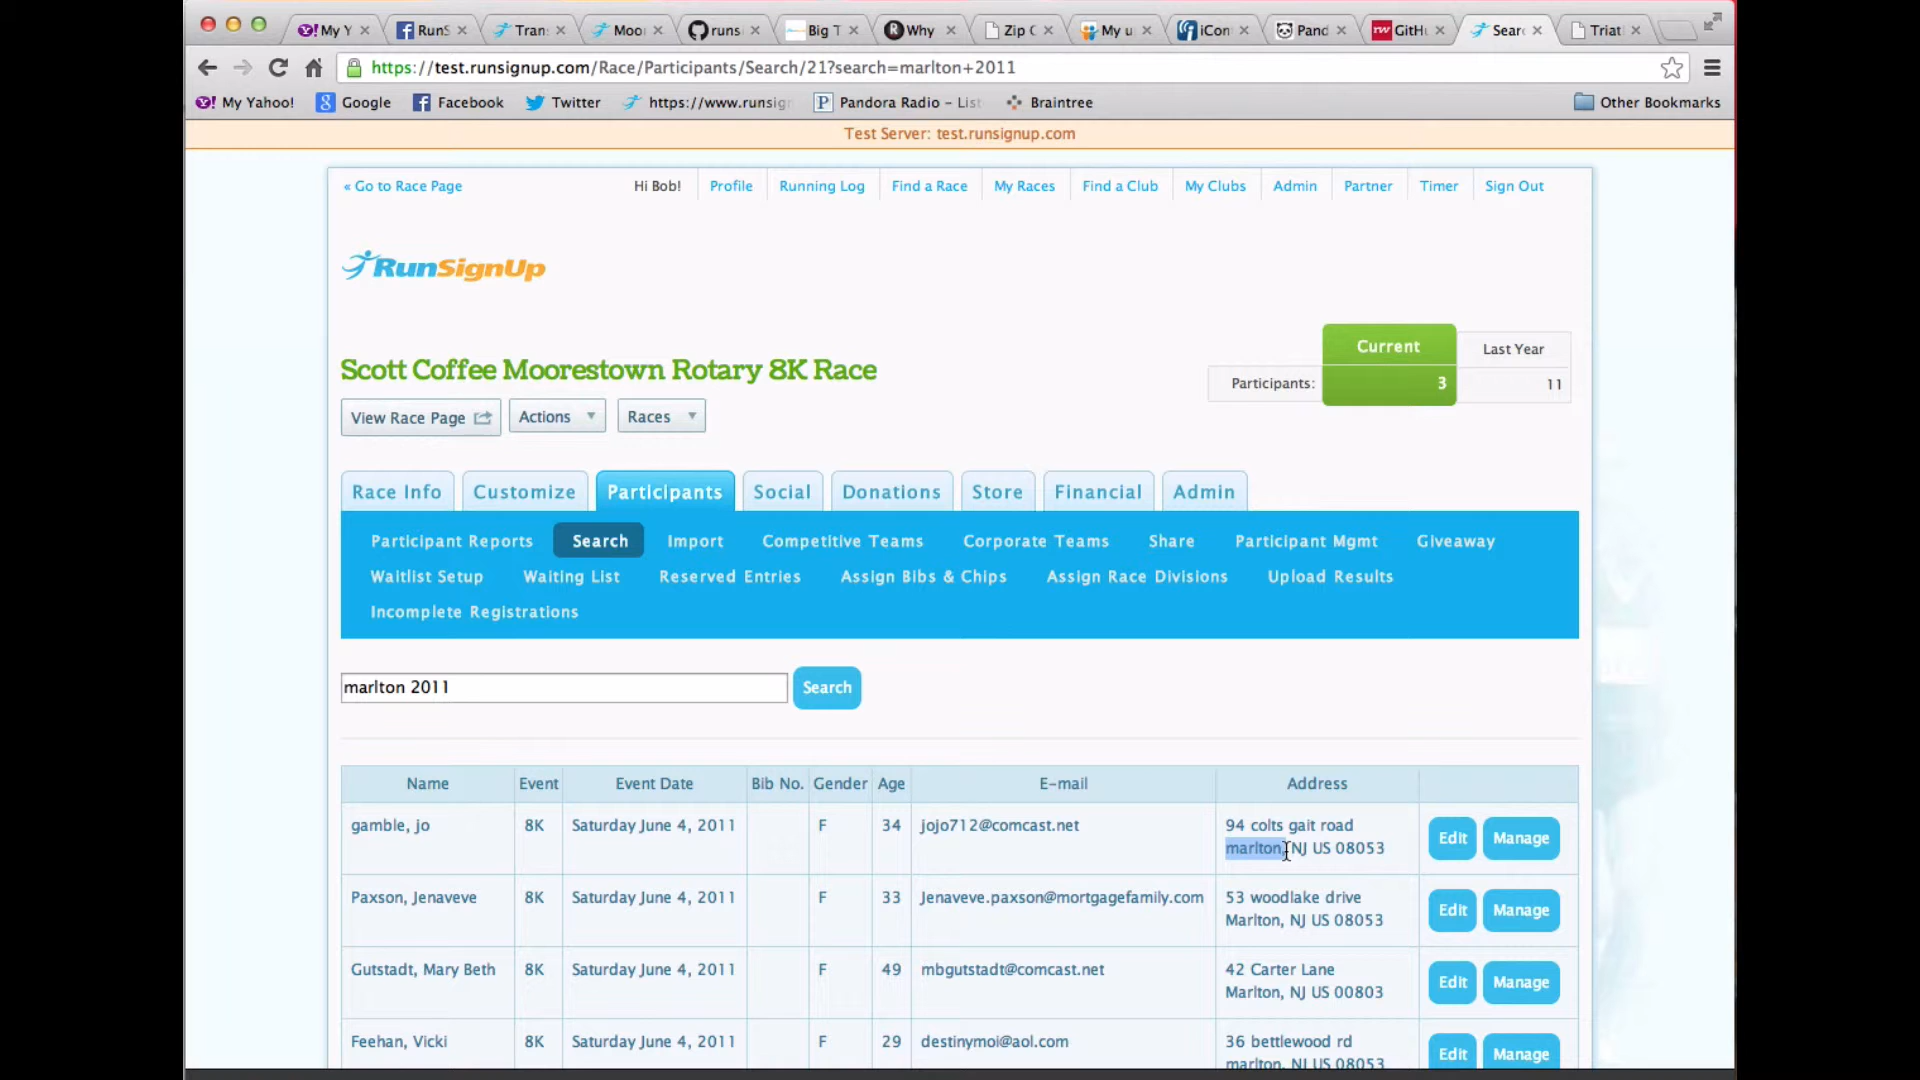 My Y
RunS
Tran
Moor
runs
Big T
Why
Zip C
My u
iCon
Pand
GitHu
Searc
Triat
https://test.runsignup.com/Race/Participants/Search/21?search=marlton+2011
My Yahoo!
Google
Facebook
Twitter
https://www.runsig
Pandora Radio – List
Braintree
Other Bookmarks
Test Server: test.runsignup.com
« Go to Race Page
Hi Bob!
Profile
Running Log
Find a Race
My Races
Find a Club
My Clubs
Admin
Partner
Timer
Sign Out
RunSignUp
Current
Last Year
Participants:
3
11
Scott Coffee Moorestown Rotary 8K Race
View Race Page
Actions
Races
Race Info
Customize
Participants
Social
Donations
Store
Financial
Admin
Participant Reports
Search
Import
Competitive Teams
Corporate Teams
Share
Participant Mgmt
Giveaway
Waitlist Setup
Waiting List
Reserved Entries
Assign Bibs & Chips
Assign Race Divisions
Upload Results
Incomplete Registrations
marlton 2011
Search
Name
Event
Event Date
Bib No.
Gender
Age
E-mail
Address
gamble, jo
8K
Saturday June 4, 2011
F
34
jojo712@comcast.net
94 colts gait road
marlton, NJ US 08053
Edit
Manage
Paxson, Jenaveve
8K
Saturday June 4, 2011
F
33
Jenaveve.paxson@mortgagefamily.com
53 woodlake drive
Marlton, NJ US 08053
Edit
Manage
Gutstadt, Mary Beth
8K
Saturday June 4, 2011
F
49
mbgutstadt@comcast.net
42 Carter Lane
Marlton, NJ US 00803
Edit
Manage
Feehan, Vicki
8K
Saturday June 4, 2011
F
29
destinymoi@aol.com
36 bettlewood rd
marlton, NJ US 08053
Edit
Manage